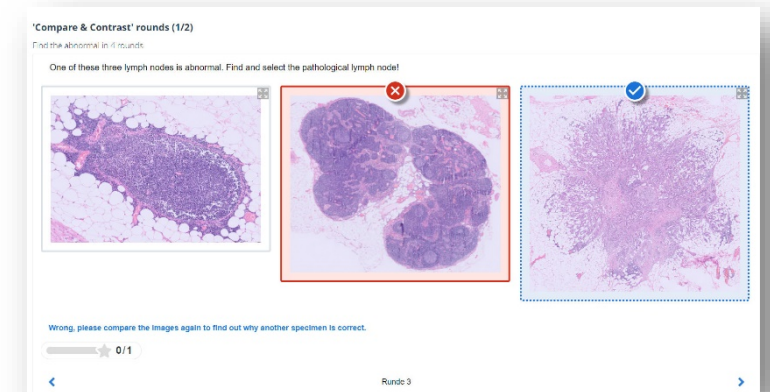 'Compare & Contrast' rounds (1/2)
Find the abnormal in 4 rounds
One of these three lymph nodes is abnormal. Find and select the pathological lymph node!
Wrong, please compare the images again to find out why another specimen is correct.
0/1
Runde 3